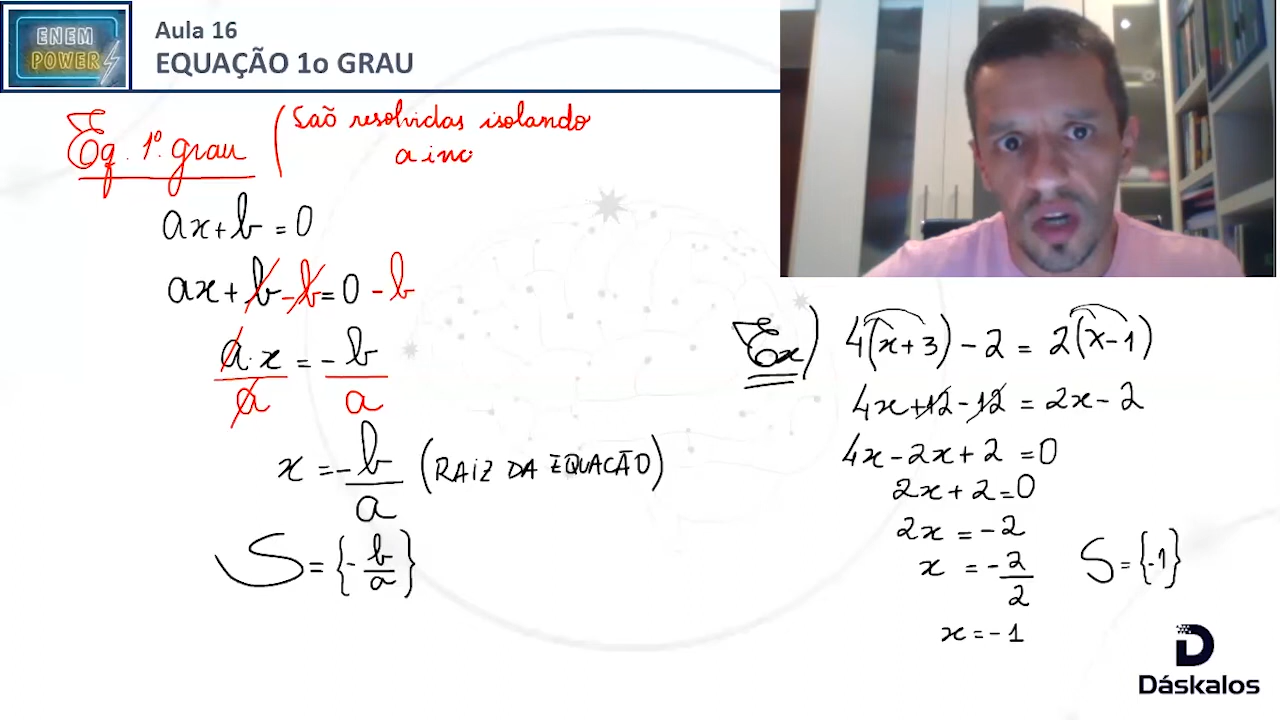 ENEM
POWER
Aula 16
EQUAÇÃO 1o GRAU
Eq. 1º. grau
São resolvidas isolando
a inc
ax+b=0
ax+b-b=0-b
a.x/a = -b/a
x=-b/a (RAIZ DA EQUAÇÃO)
S={-b/a}
Ex) 4(x+3)-2=2(x-1)
4x+12-12=2x-2
4x-2x+2=0
2x+2=0
2x=-2
x=-2/2
x=-1
S={-1}
Dáskalos